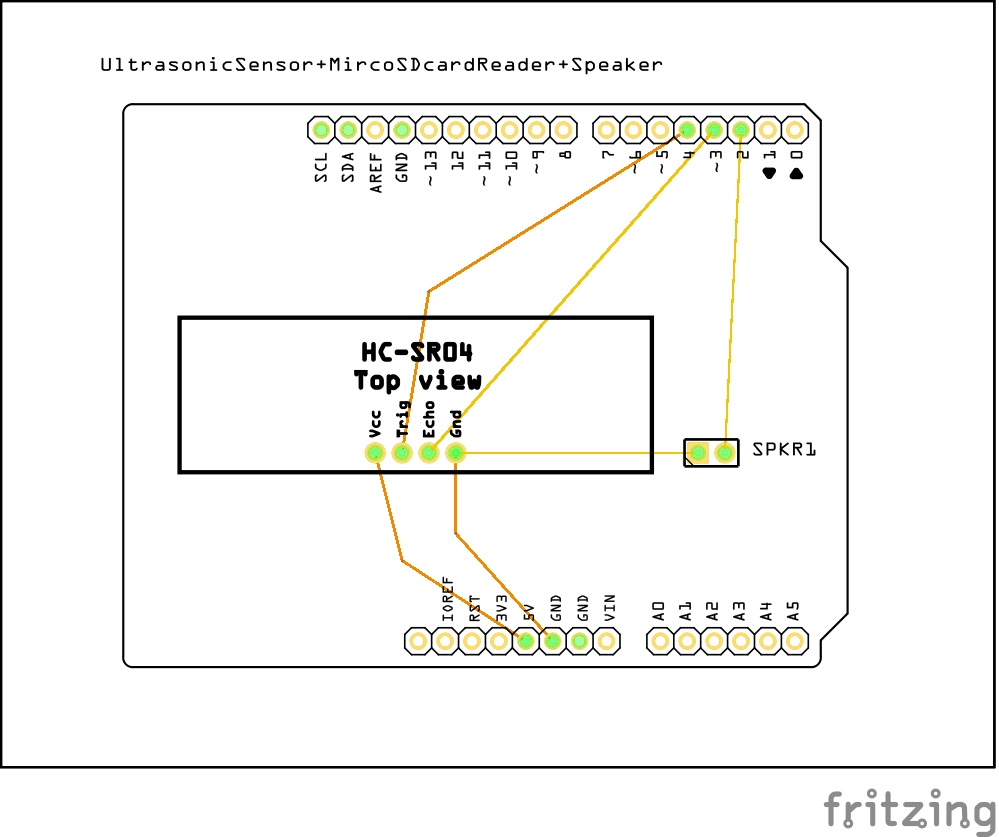 UltrasonicSensor+MircoSDcardReader+Speaker
SCL SDA AREF GND ~13 12 ~11 ~10 ~9 8 7 ~6 ~5 4 ~3 2 1 0
HC-SR04
Top view
Vcc Trig Echo Gnd
SPKR1
IOREF RST 3V3 5V GND GND VIN A0 A1 A2 A3 A4 A5
fritzing